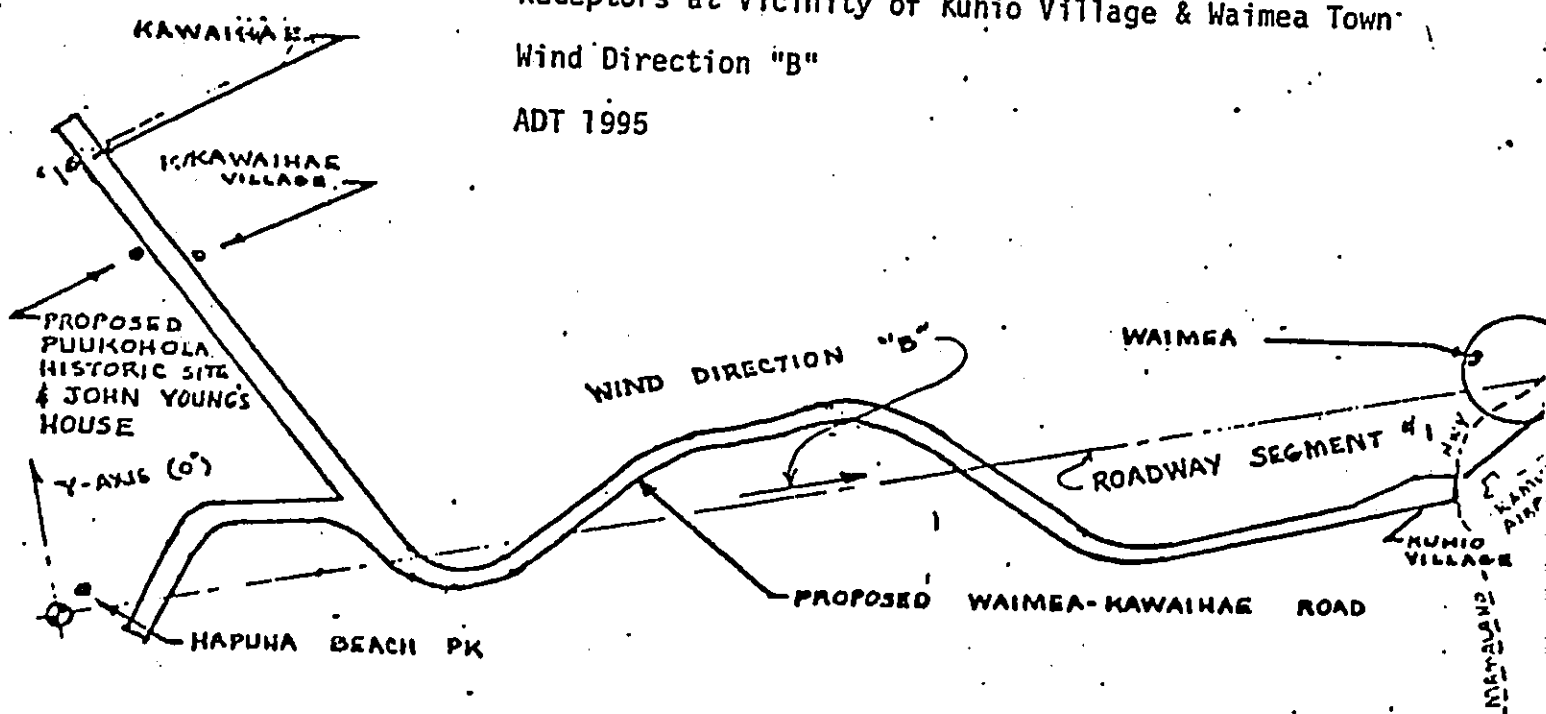 Receptors at Vicinity of Kuhio Village & Waimea Town
Wind Direction "B"
ADT 1995
KAWAIHAE
"1"
KAWAIHAE
VILLAGE
PROPOSED
PUUKOHOLA
HISTORIC SITE
& JOHN YOUNG'S
HOUSE
WIND DIRECTION "B"
WAIMEA
Y-AXIS (0°)
ROADWAY SEGMENT #1
HWY
KUHIO
VILLAGE
PROPOSED WAIMEA-KAWAIHAE ROAD
HAPUNA BEACH PK